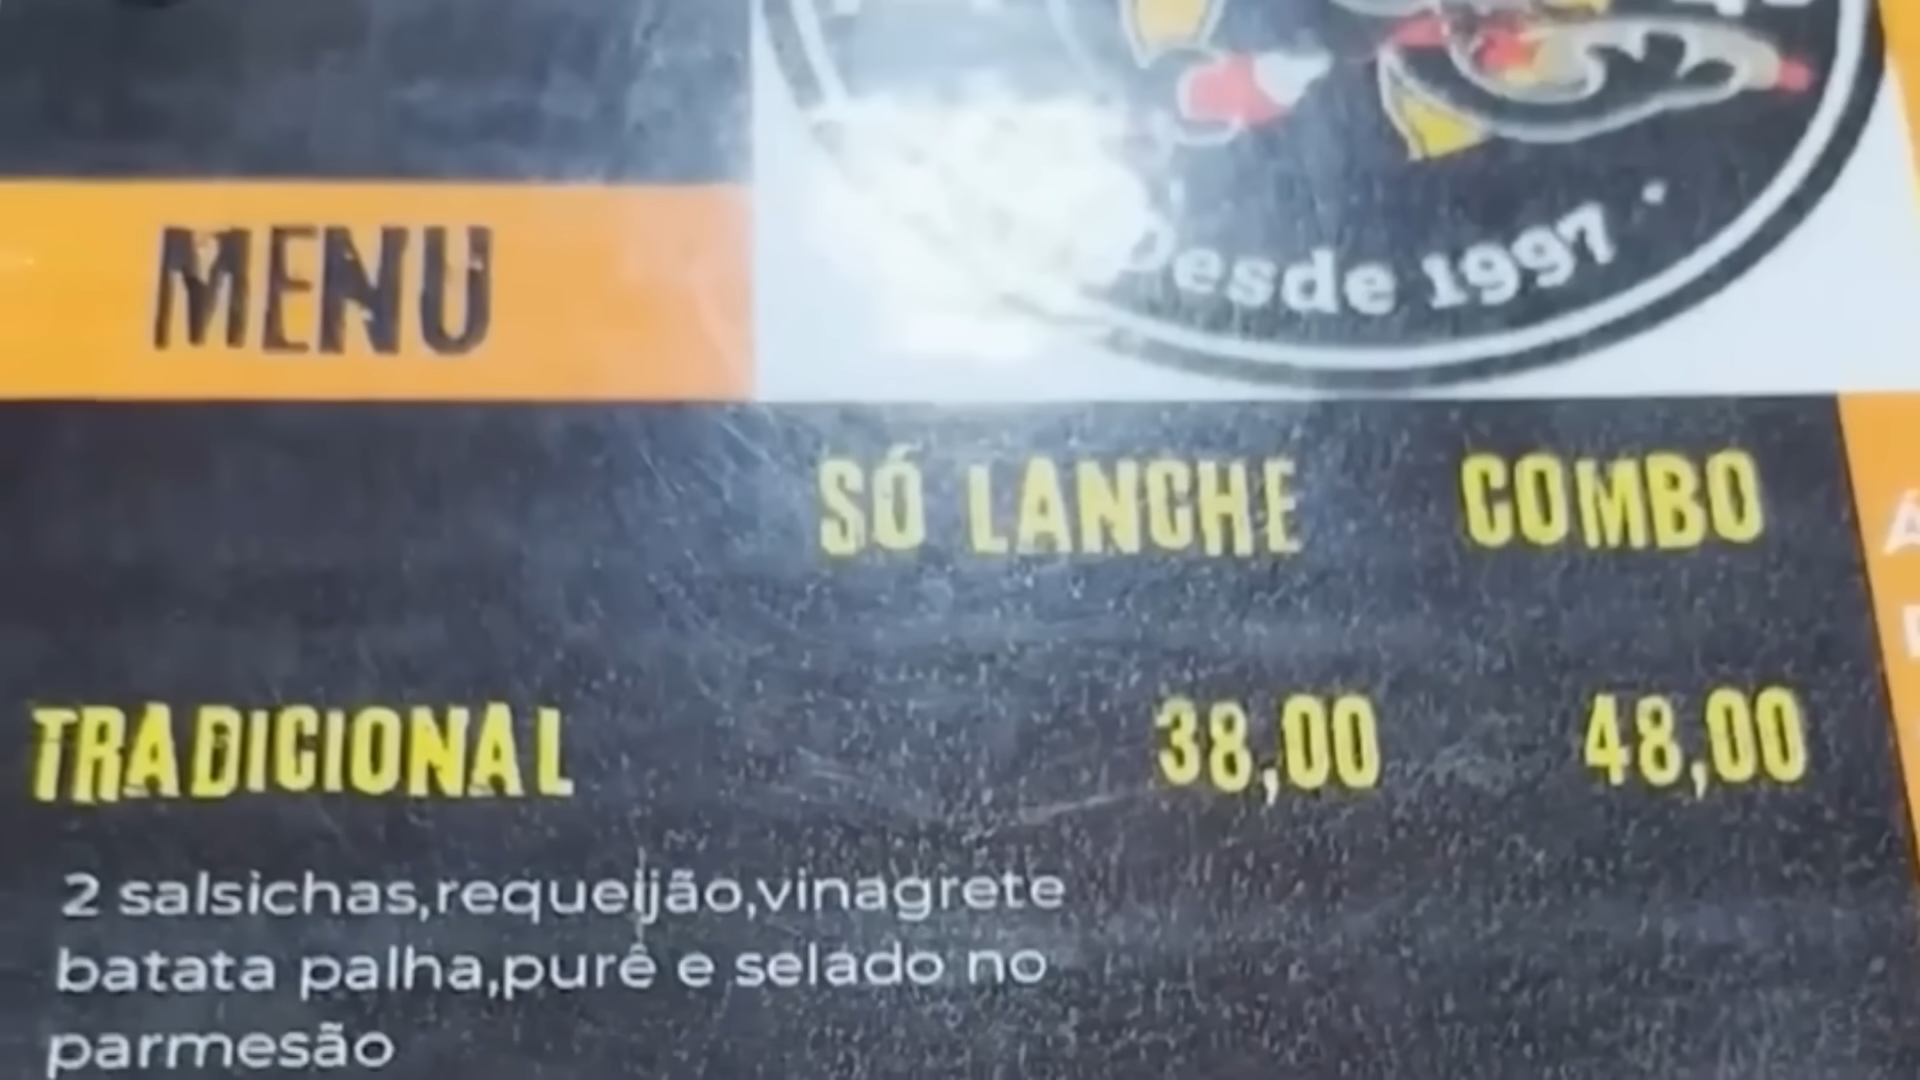 Desde 1997
MENU
SÓ LANCHE COMBO
TRADICIONAL 38,00 48,00
2 salsichas,requeijão,vinagrete
batata palha,purê e selado no
parmesão